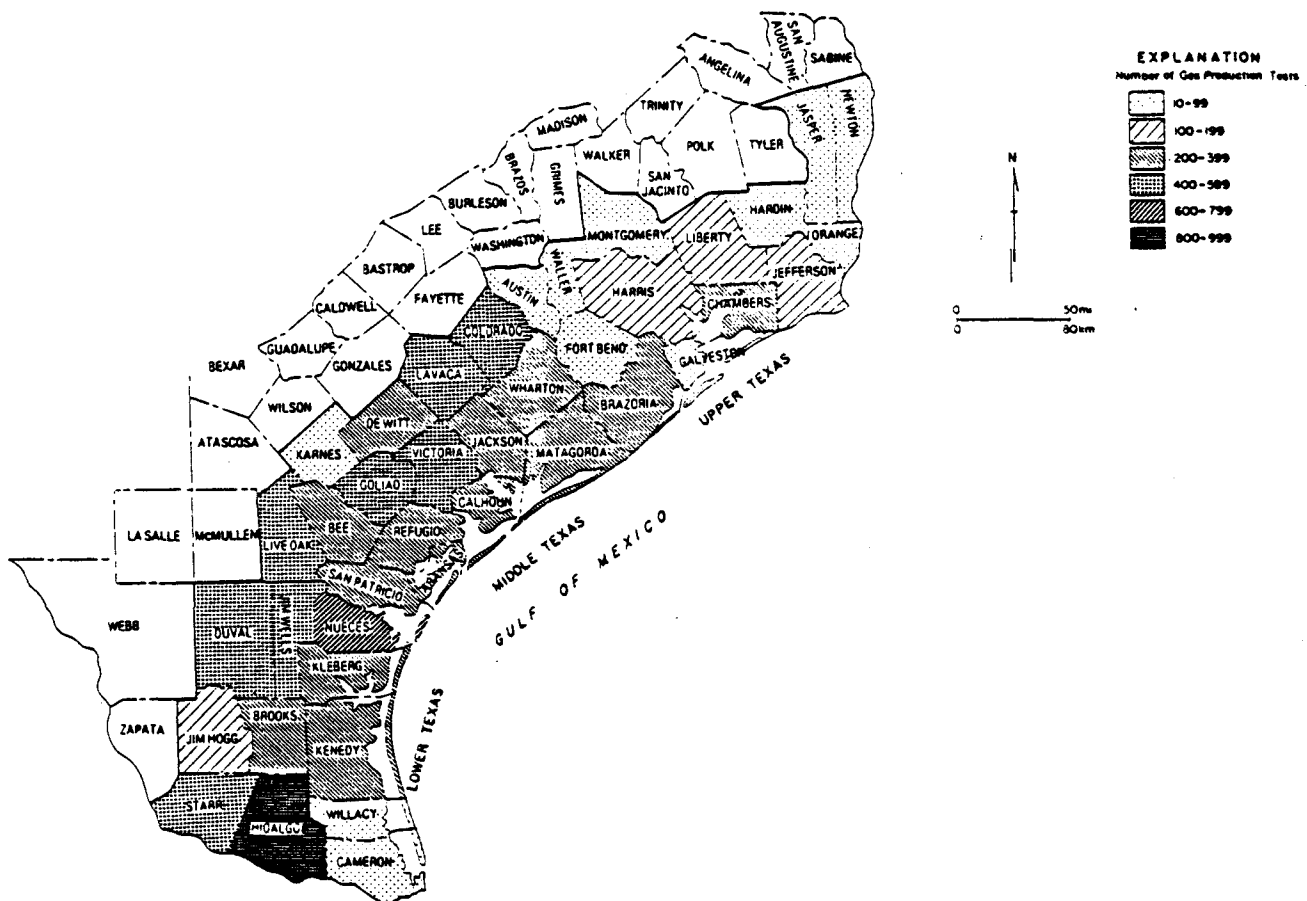 SAN AUGUSTINE
SABINE
ANGELINA
EXPLANATION
Number of Gas Production Tests
10-99
100-199
200-399
400-599
600-799
800-999
NEWTON
JASPER
TRINITY
MADISON
WALKER
POLK
TYLER
N
BRAZOS
GRIMES
SAN JACINTO
BURLESON
HARDIN
LEE
WASHINGTON
MONTGOMERY
LIBERTY
ORANGE
BASTROP
WALLER
JEFFERSON
FAYETTE
AUSTIN
HARRIS
CHAMBERS
CALDWELL
COLORADO
0 50mi
0 80km
GUADALUPE
FORT BEND
GALVESTON
BEXAR
GONZALES
LAVACA
WHARTON
BRAZORIA
UPPER TEXAS
WILSON
DE WITT
ATASCOSA
KARNES
VICTORIA
JACKSON
MATAGORDA
GOLIAD
CALHOUN
LA SALLE
McMULLEN
LIVE OAK
BEE
REFUGIO
ARANSAS
MIDDLE TEXAS
SAN PATRICIO
GULF OF MEXICO
WEBB
DUVAL
JIM WELLS
NUECES
KLEBERG
ZAPATA
JIM HOGG
BROOKS
KENEDY
LOWER TEXAS
STARR
HIDALGO
WILLACY
CAMERON